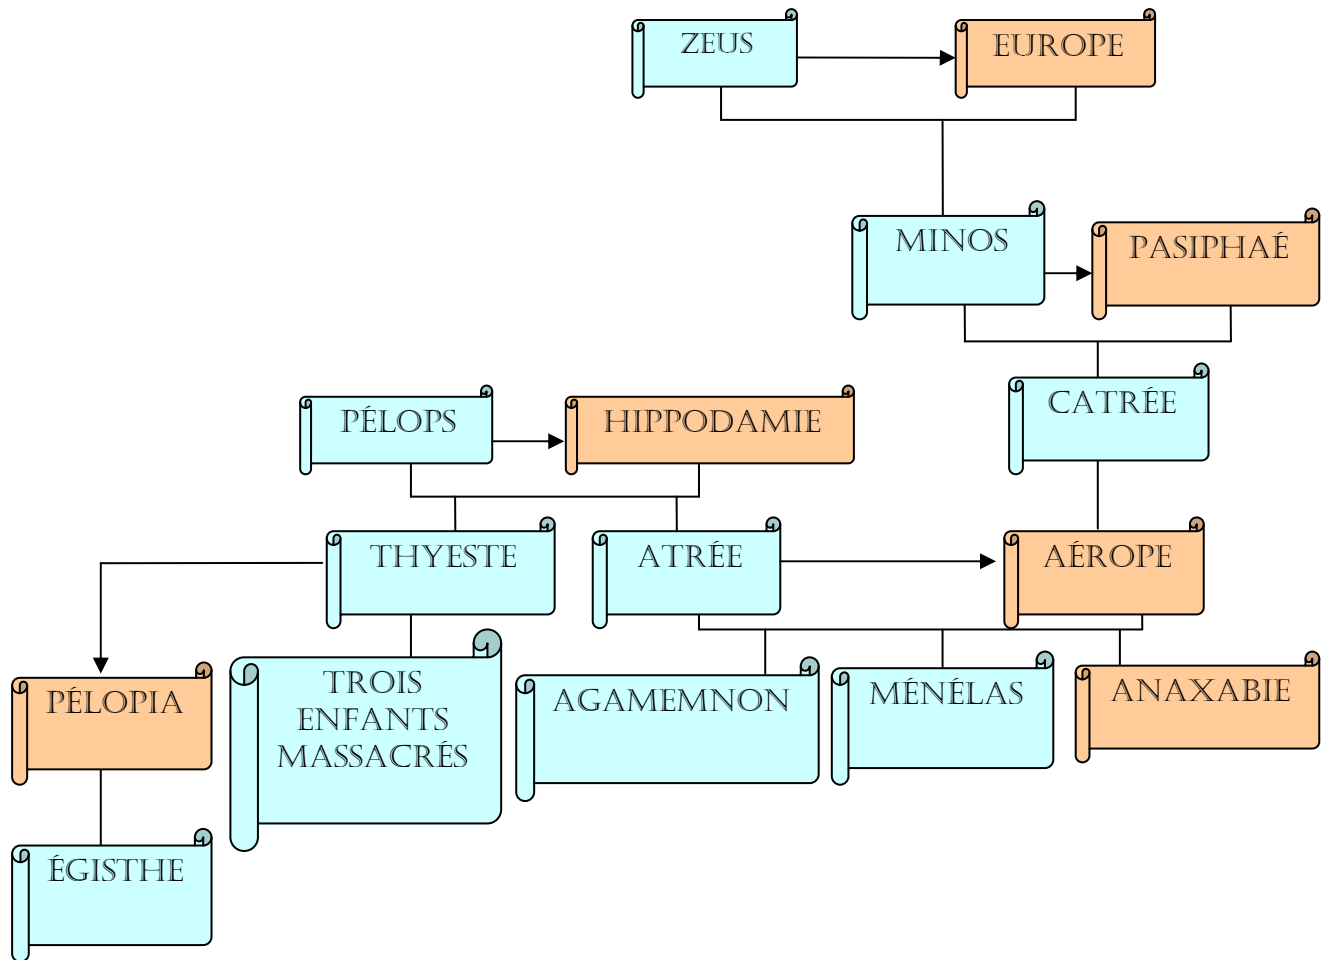 ZEUS
EUROPE
MINOS
PASIPHAÉ
CATRÉE
PÉLOPS
HIPPODAMIE
THYESTE
ATRÉE
AÉROPE
PÉLOPIA
TROIS
ENFANTS
MASSACRÉS
AGAMEMNON
MÉNÉLAS
ANAXABIE
ÉGISTHE